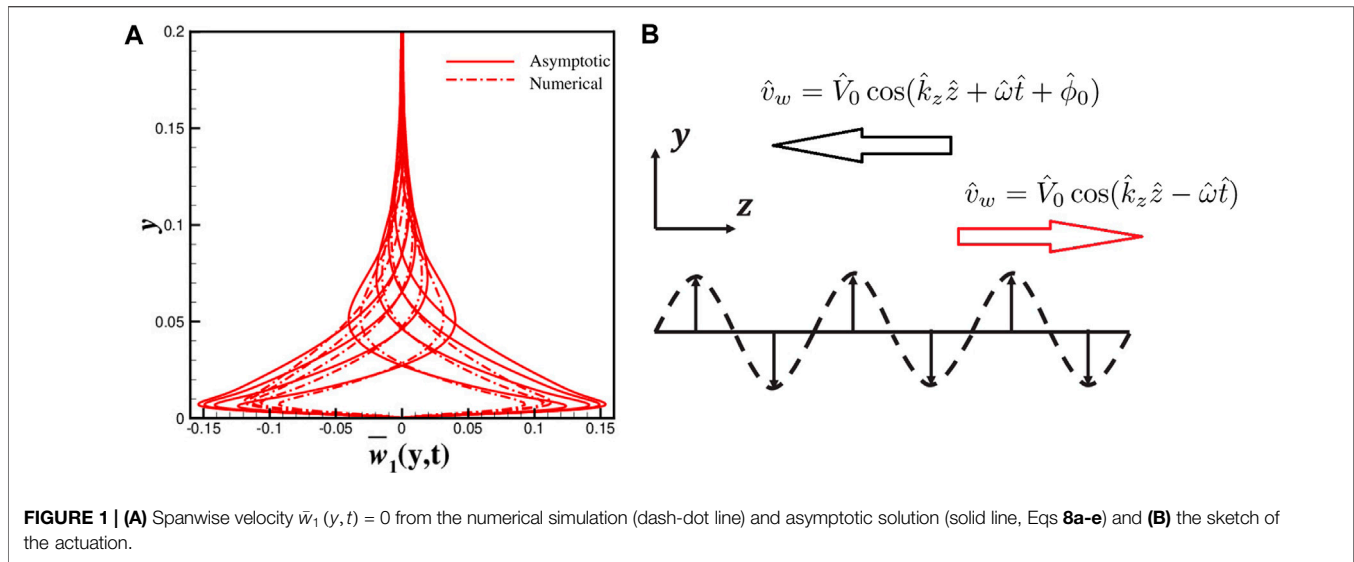 A
0.2
0.15
0.1
0.05
0
y
Asymptotic
Numerical
-0.15 -0.1 -0.05 0 0.05 0.1 0.15
w̅₁(y,t)
B
v̂_w = V̂₀ cos(k̂_z ẑ + ω̂t̂ + ϕ̂₀)
y
z
v̂_w = V̂₀ cos(k̂_z ẑ − ω̂t̂)
FIGURE 1 | (A) Spanwise velocity w̄₁ (y, t) = 0 from the numerical simulation (dash-dot line) and asymptotic solution (solid line, Eqs 8a-e) and (B) the sketch of
the actuation.